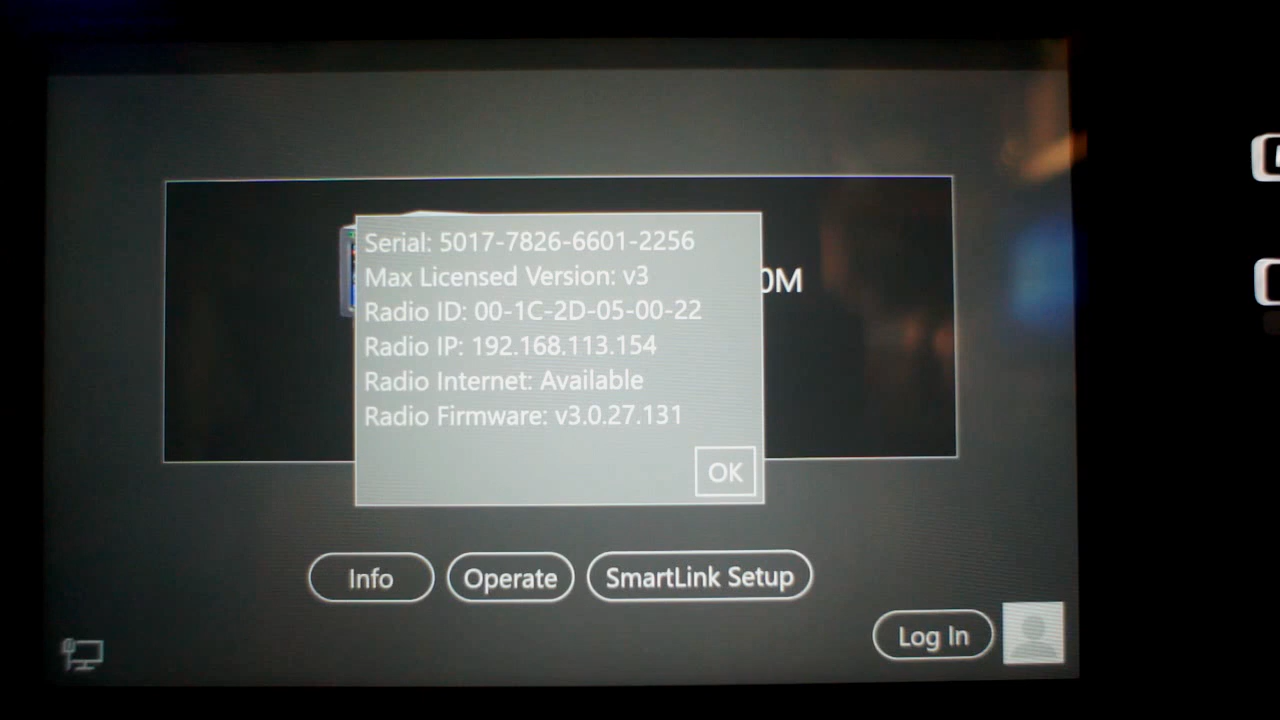 Serial: 5017-7826-6601-2256
Max Licensed Version: v3
0M
Radio ID: 00-1C-2D-05-00-22
Radio IP: 192.168.113.154
Radio Internet: Available
Radio Firmware: v3.0.27.131
OK
Info
Operate
SmartLink Setup
Log In